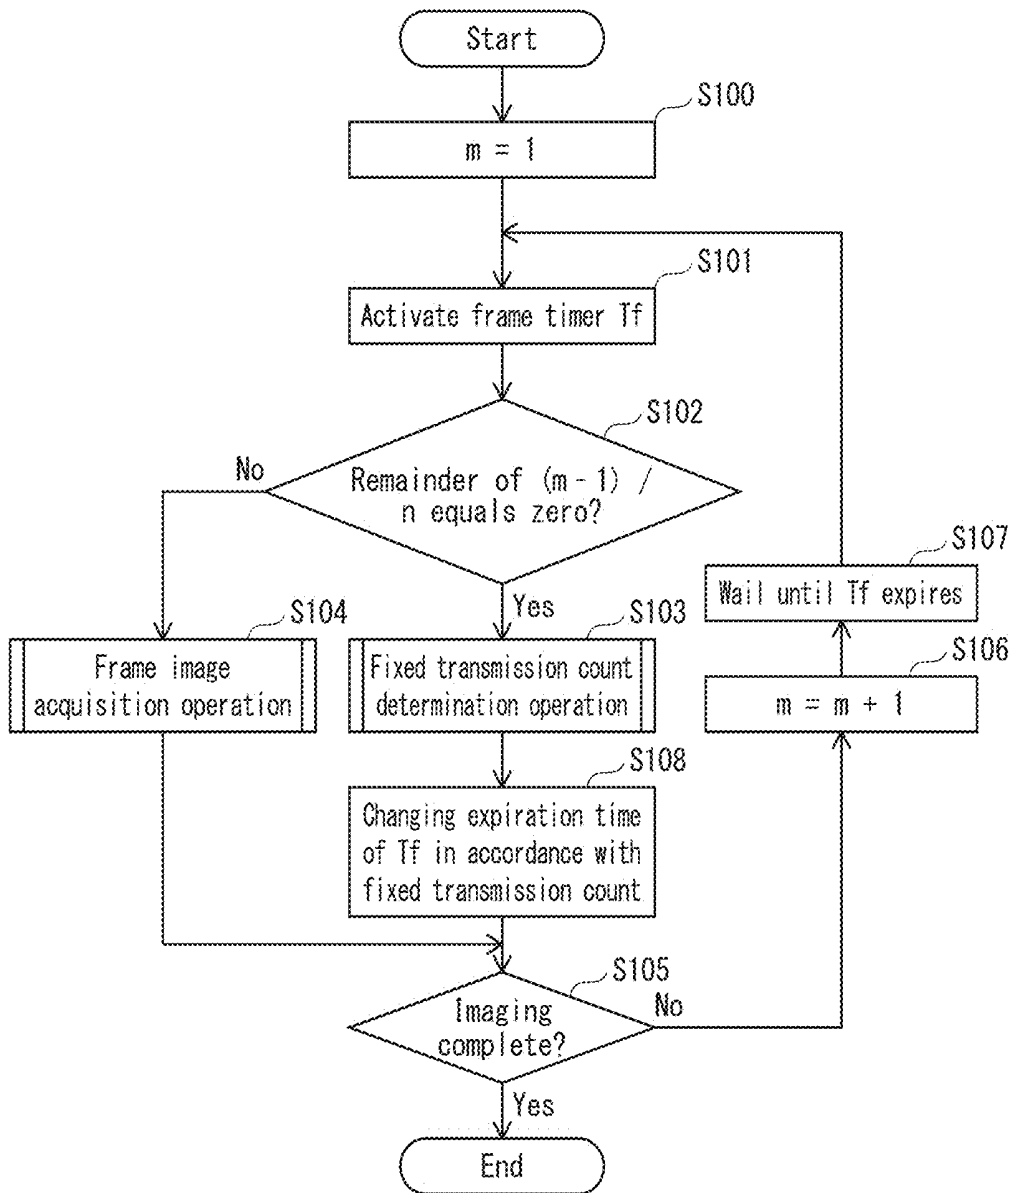 Start
S100
m = 1
S101
Activate frame timer Tf
S102
No
Remainder of (m - 1) /
n equals zero?
Yes
S107
Wail until Tf expires
S104
Frame image
acquisition operation
S103
Fixed transmission count
determination operation
S106
m = m + 1
S108
Changing expiration time
of Tf in accordance with
fixed transmission count
S105
Imaging
complete?
No
Yes
End